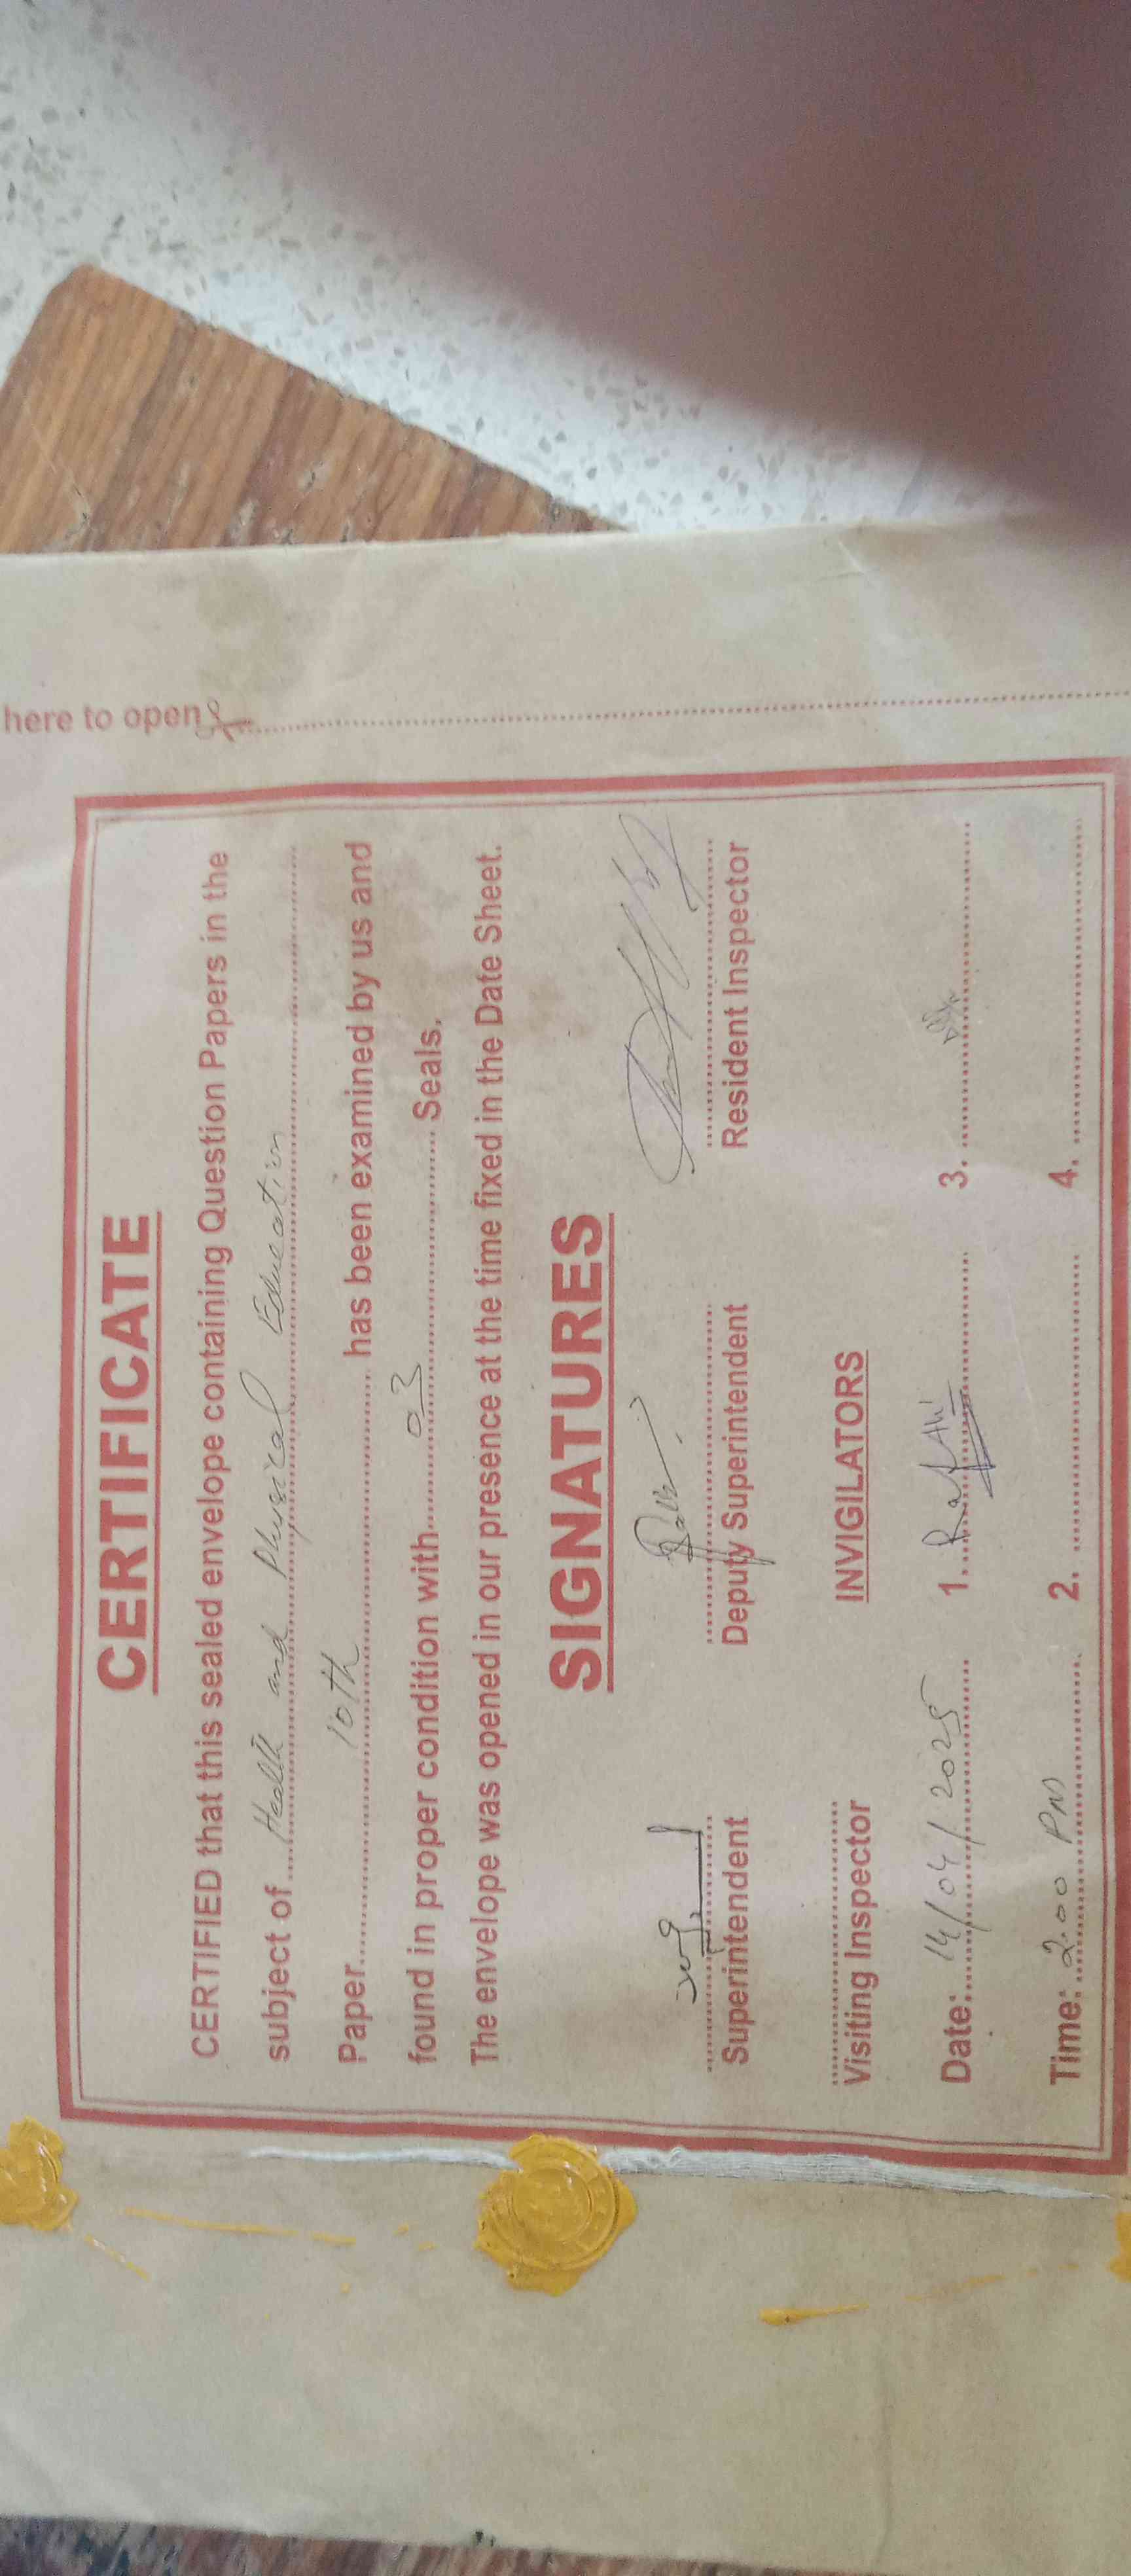 here to open
CERTIFICATE
CERTIFIED that this sealed envelope containing Question Papers in the
subject of Health and Physical Education
Paper 10th has been examined by us and
found in proper condition with 03 Seals.
The envelope was opened in our presence at the time fixed in the Date Sheet.
SIGNATURES
Superintendent Deputy Superintendent Resident Inspector
Visiting Inspector INVIGILATORS
Date: 14/04/2025 1. 3.
Time: 2:00 PM 2. 4.